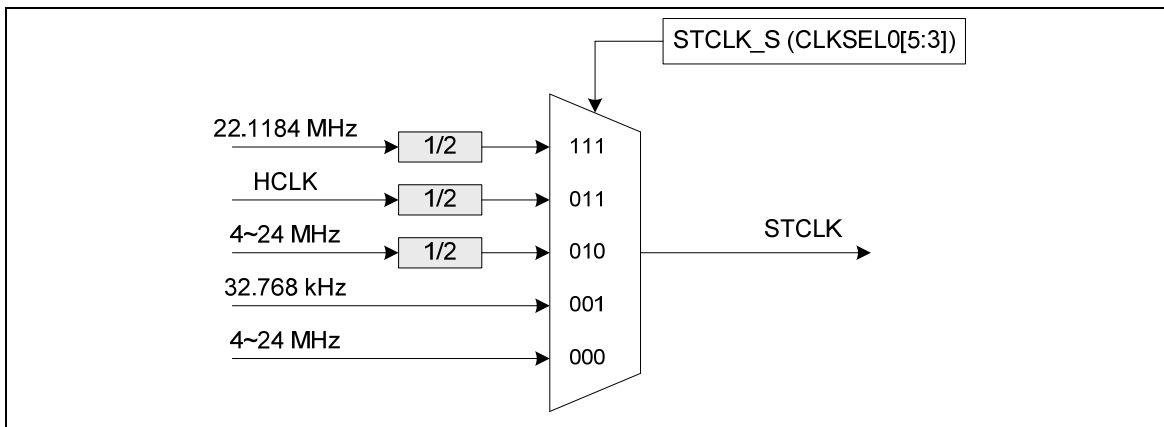 STCLK_S (CLKSEL0[5:3])
22.1184 MHz
1/2
111
HCLK
1/2
011
4~24 MHz
1/2
010
STCLK
32.768 kHz
001
4~24 MHz
000